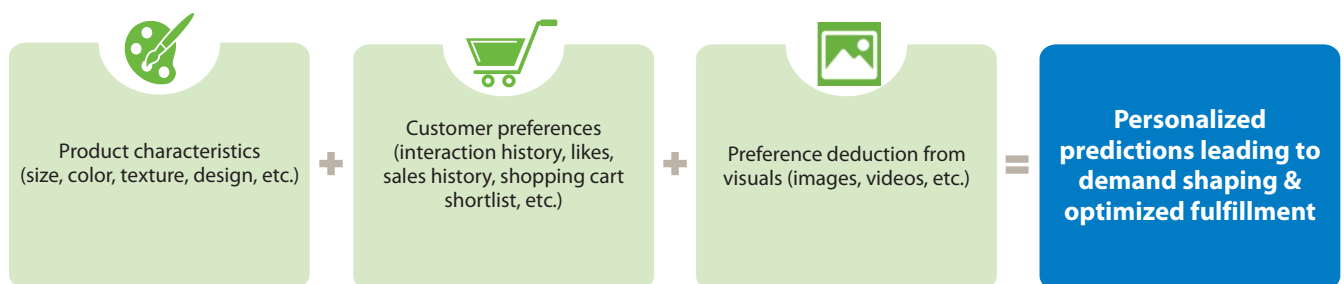 Product characteristics
(size, color, texture, design, etc.)
+
Customer preferences
(interaction history, likes,
sales history, shopping cart
shortlist, etc.)
+
Preference deduction from
visuals (images, videos, etc.)
=
Personalized
predictions leading to
demand shaping &
optimized fulfillment